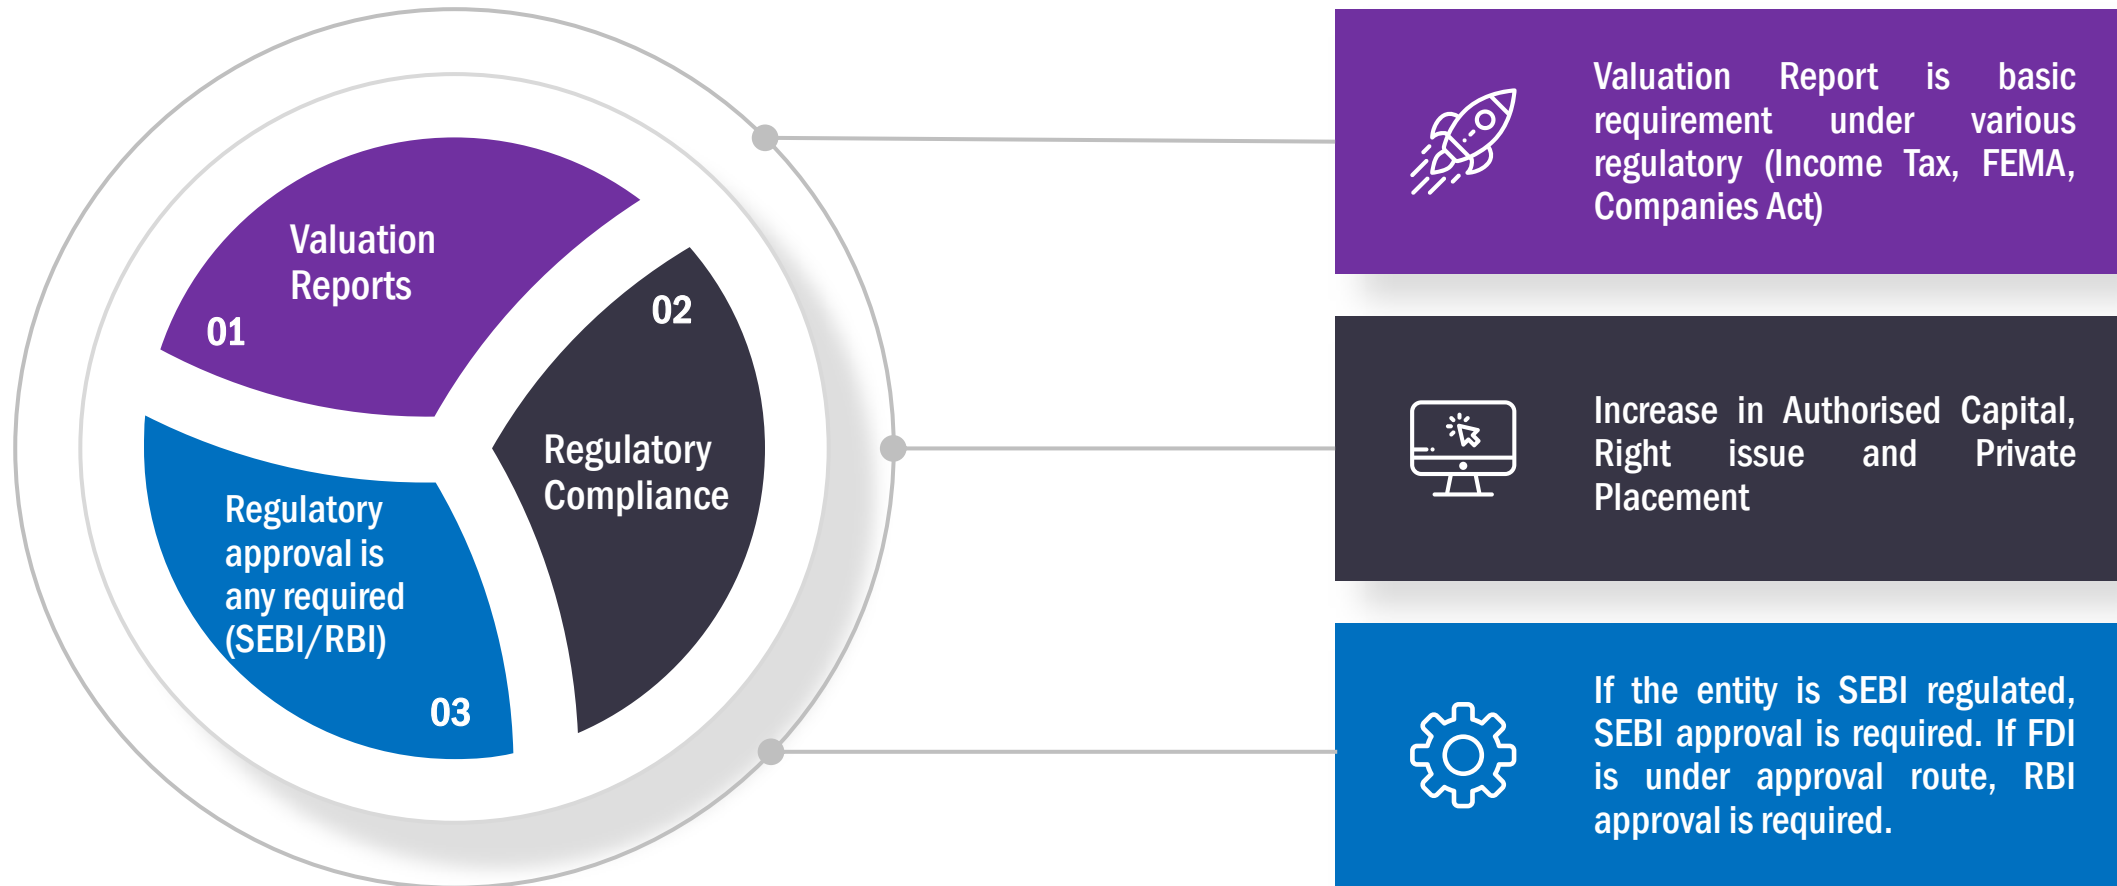 Valuation
Reports
01
02
Regulatory
Compliance
Regulatory
approval is
any required
(SEBI/RBI)
03
Valuation Report is basic
requirement under various
regulatory (Income Tax, FEMA,
Companies Act)
Increase in Authorised Capital,
Right issue and Private
Placement
If the entity is SEBI regulated,
SEBI approval is required. If FDI
is under approval route, RBI
approval is required.